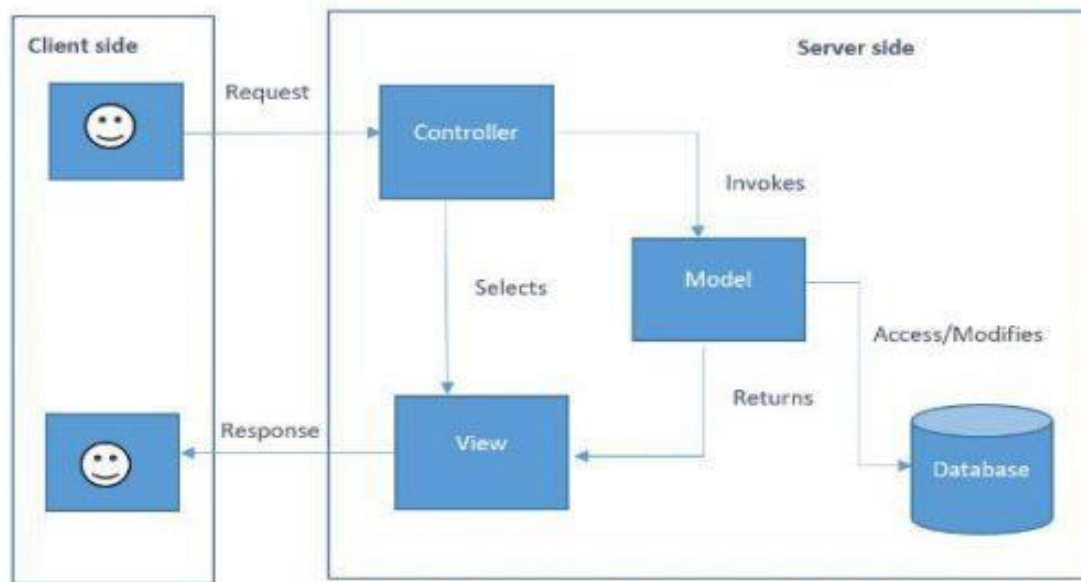 Client side
Server side
Request
Controller
Invokes
Model
Selects
Access/Modifies
Returns
Response
View
Database